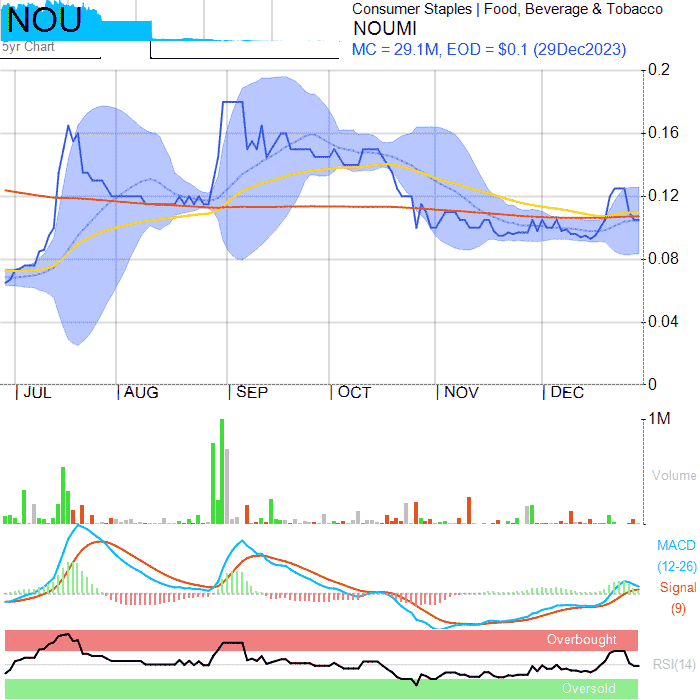 NOU
5yr Chart
Consumer Staples | Food, Beverage & Tobacco
NOUMI
MC = 29.1M, EOD = $0.1 (29Dec2023)
0.2
0.16
0.12
0.08
0.04
0
JUL AUG SEP OCT NOV DEC
1M
Volume
MACD
(12-26)
Signal
(9)
Overbought
RSI(14)
Oversold